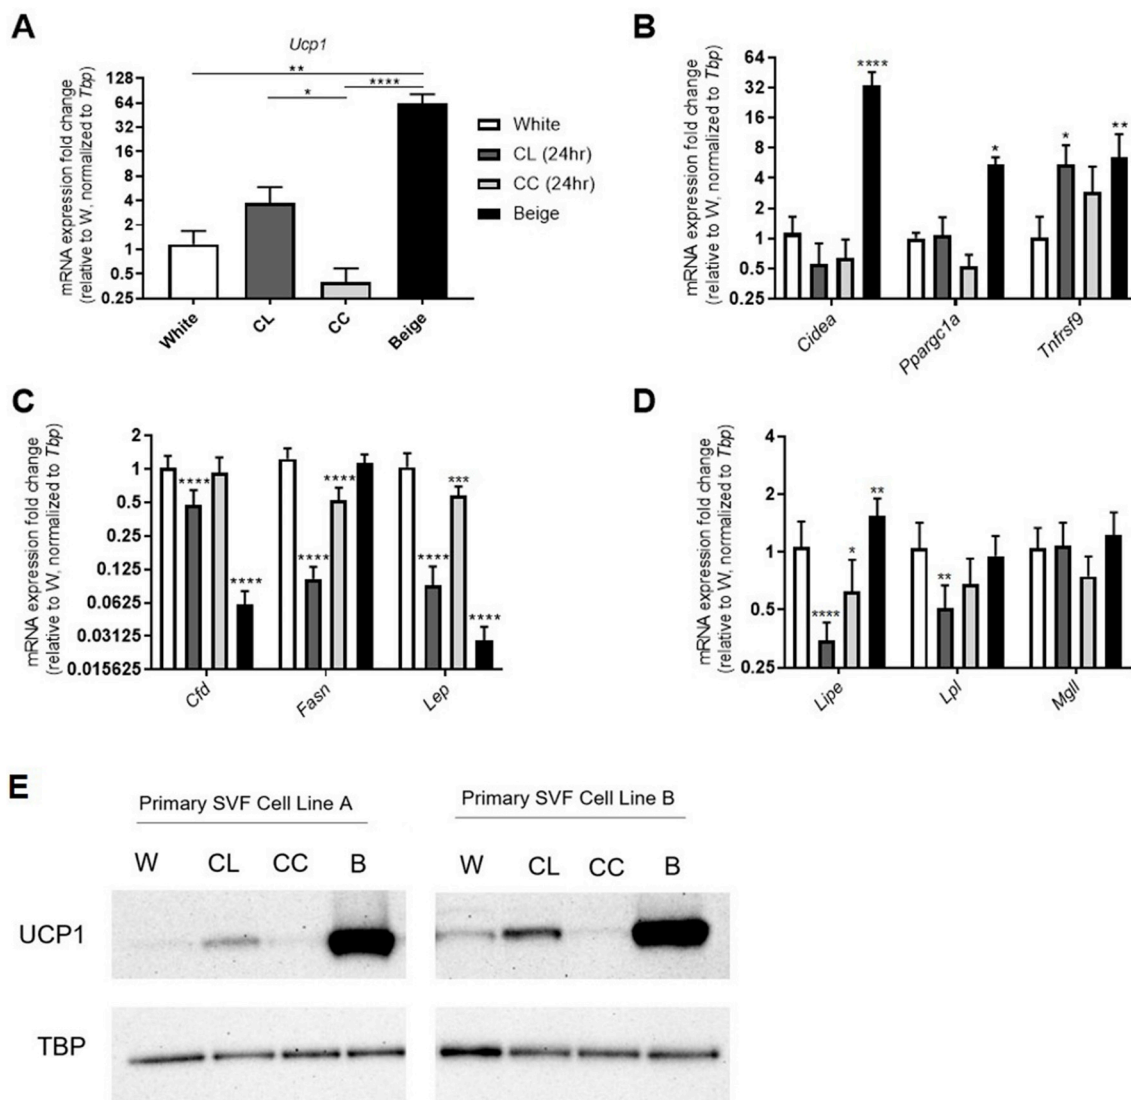 A
Ucp1
mRNA expression fold change
(relative to W, normalized to Tbp)
128
64
32
16
8
4
2
1
0.5
0.25
**
*
****
White
CL
CC
Beige
White
CL (24hr)
CC (24hr)
Beige
B
mRNA expression fold change
(relative to W, normalized to Tbp)
64
32
16
8
4
2
1
0.5
0.25
****
*
*
**
Cidea
Ppargc1a
Tnfrsf9
C
mRNA expression fold change
(relative to W, normalized to Tbp)
2
1
0.5
0.25
0.125
0.0625
0.03125
0.015625
****
****
****
****
****
***
****
Cfd
Fasn
Lep
D
mRNA expression fold change
(relative to W, normalized to Tbp)
4
2
1
0.5
0.25
****
*
**
**
Lipe
Lpl
Mgll
E
Primary SVF Cell Line A
Primary SVF Cell Line B
W CL CC B
W CL CC B
UCP1
TBP